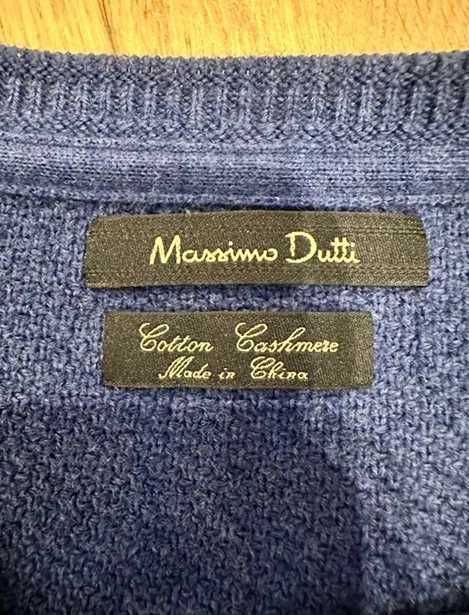 Massimo Dutti
Cotton Cashmere
Made in China